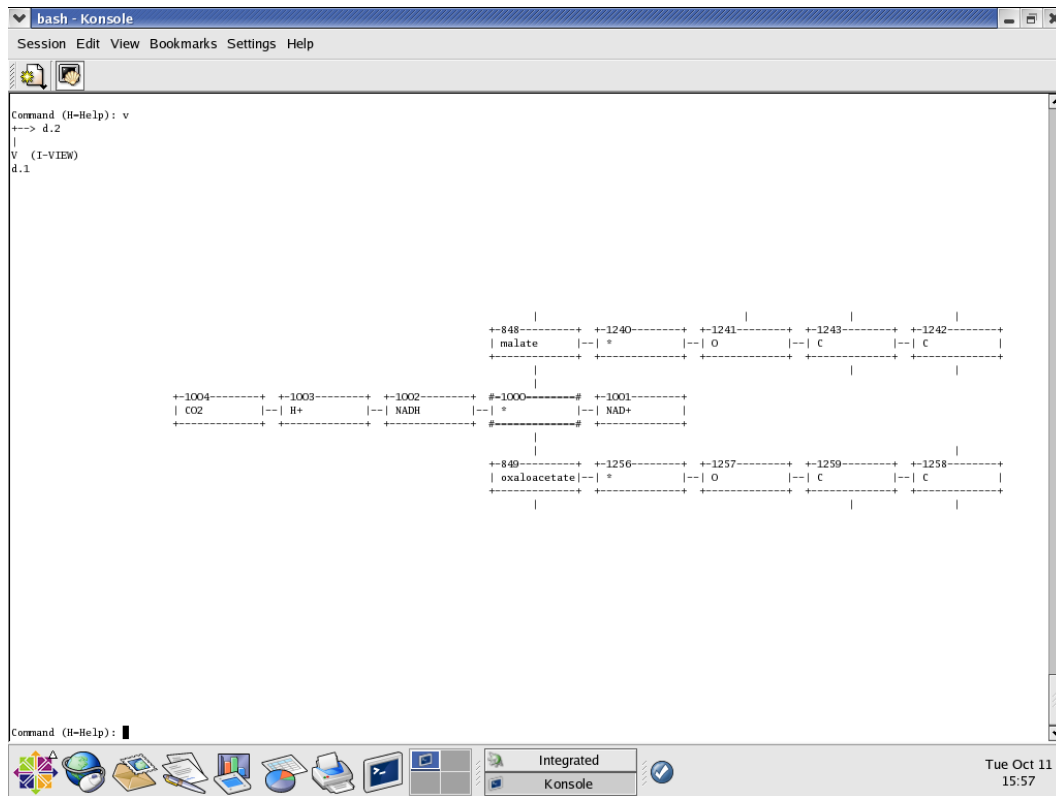 bash - Konsole
Session Edit View Bookmarks Settings Help
Command (H=Help): v
+--> d.2
|
V (I-VIEW)
d.1
| | | |
+-848---------+ +-1240--------+ +-1241--------+ +-1243--------+ +-1242--------+
| malate |--| * |--| O |--| C |--| C |
+-------------+ +-------------+ +-------------+ +-------------+ +-------------+
| | |
|
+-1004--------+ +-1003--------+ +-1002--------+ #=1000========# +-1001--------+
| CO2 |--| H+ |--| NADH |--| * |--| NAD+ |
+-------------+ +-------------+ +-------------+ #=============# +-------------+
|
| |
+-849---------+ +-1256--------+ +-1257--------+ +-1259--------+ +-1258--------+
| oxaloacetate|--| * |--| O |--| C |--| C |
+-------------+ +-------------+ +-------------+ +-------------+ +-------------+
| | |
Command (H=Help):
Integrated
Konsole
Tue Oct 11
15:57